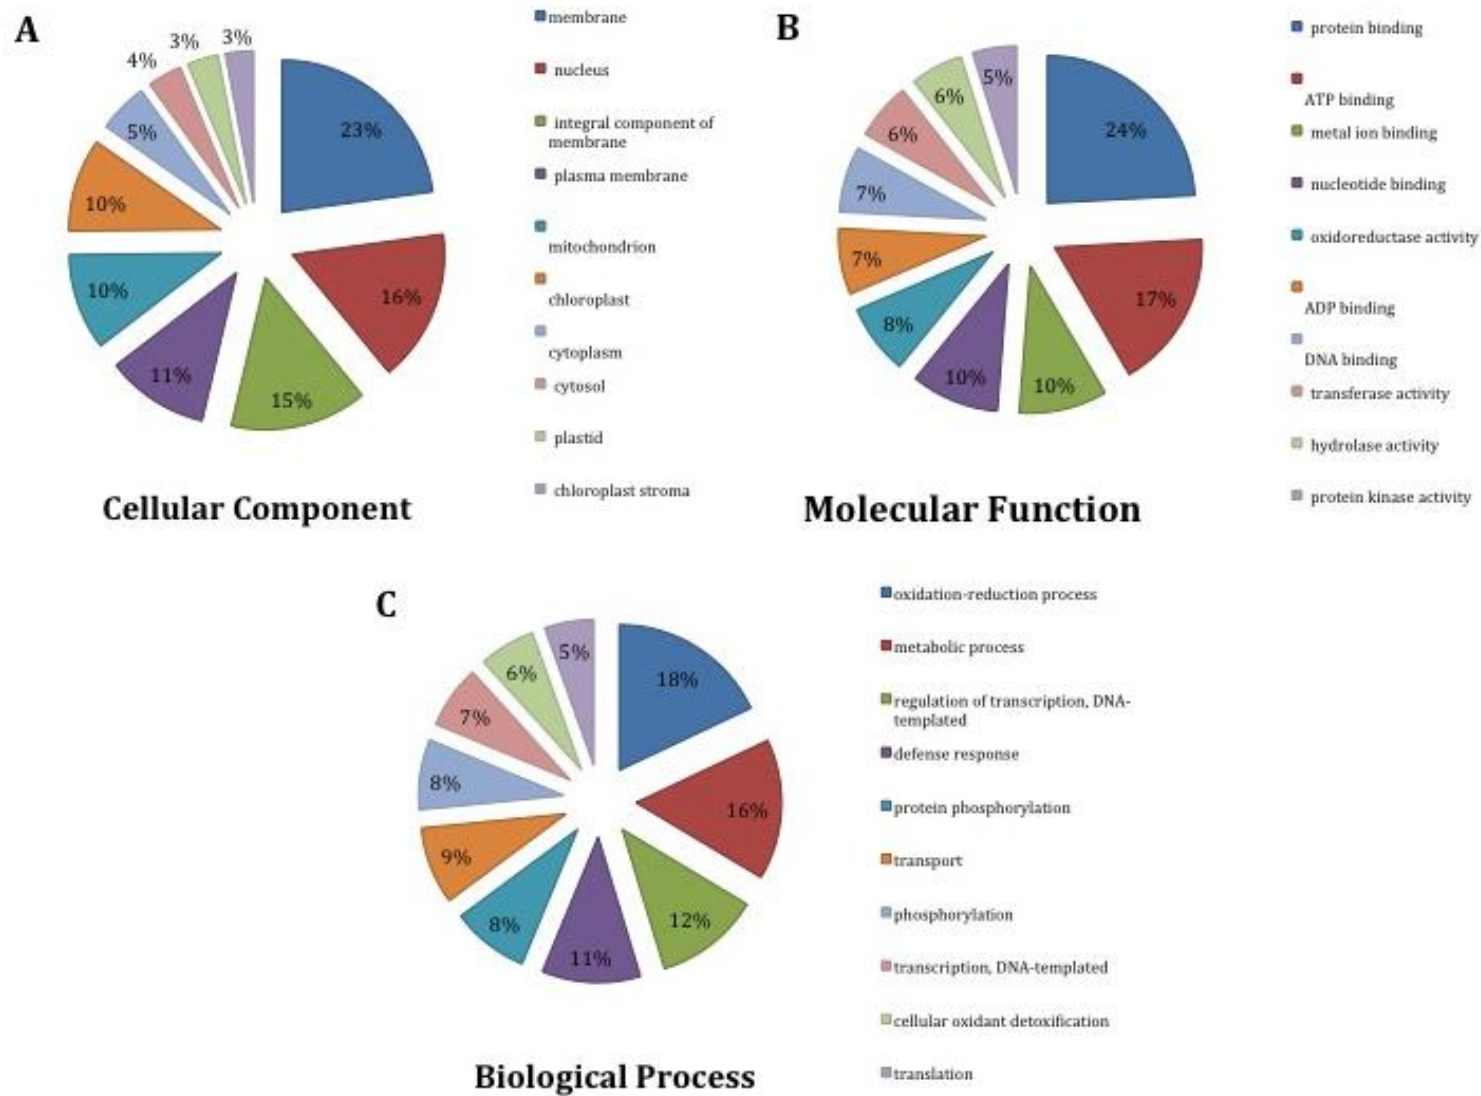 A
3%
3%
4%
5%
23%
10%
16%
10%
11%
15%
membrane
nucleus
integral component of
membrane
plasma membrane
mitochondrion
chloroplast
cytoplasm
cytosol
plastid
chloroplast stroma
Cellular Component
B
5%
6%
6%
24%
7%
7%
17%
8%
10%
10%
protein binding
ATP binding
metal ion binding
nucleotide binding
oxidoreductase activity
ADP binding
DNA binding
transferase activity
hydrolase activity
protein kinase activity
Molecular Function
C
5%
6%
18%
7%
8%
16%
9%
8%
12%
11%
oxidation-reduction process
metabolic process
regulation of transcription, DNA-
templated
defense response
protein phosphorylation
transport
phosphorylation
transcription, DNA-templated
cellular oxidant detoxification
translation
Biological Process